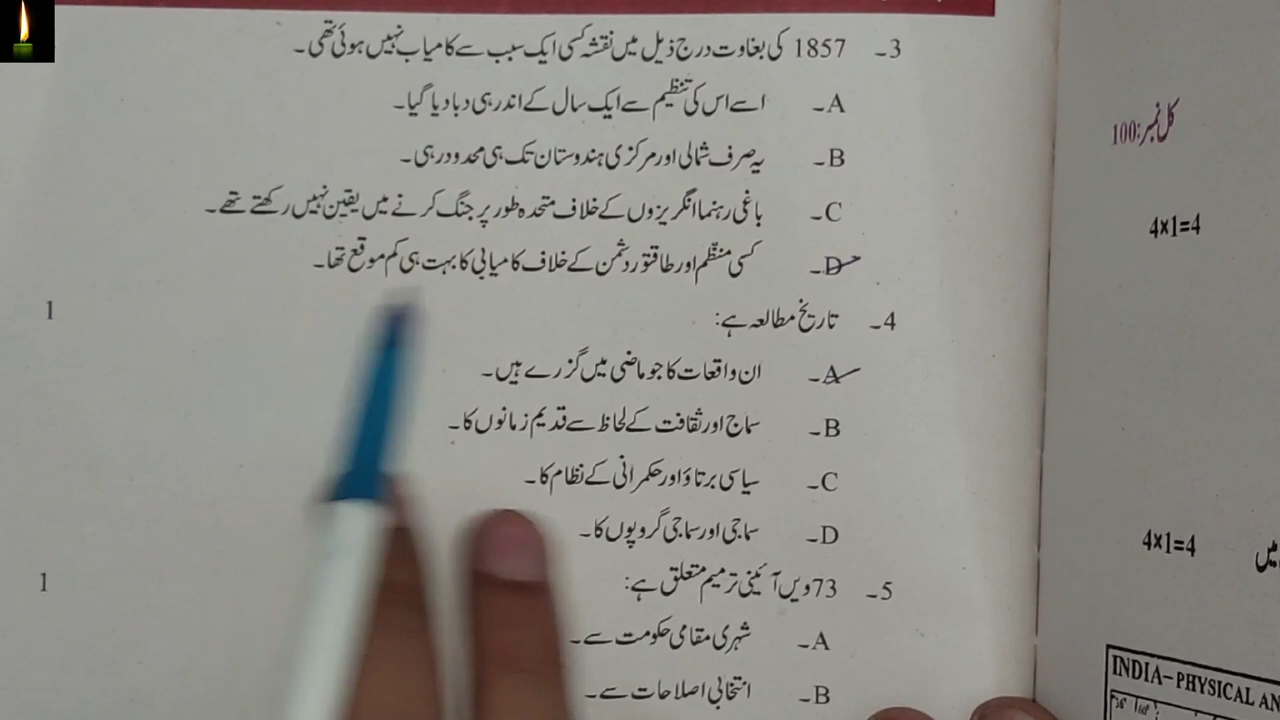 3۔ 1857 کی بغاوت درج ذیل میں نقشہ کسی ایک سبب سے کامیاب نہیں ہوئی تھی۔
A۔ اسے اس کی تنظیم سے ایک سال کے اندر ہی دبا دیا گیا۔
B۔ یہ صرف شمالی اور مرکزی ہندوستان تک ہی محدود رہی۔
C۔ باغی رہنما انگریزوں کے خلاف متحدہ طور پر جنگ کرنے میں یقین نہیں رکھتے تھے۔
D۔ کسی منظّم اور طاقتور دشمن کے خلاف کامیابی کا بہت ہی کم موقع تھا۔
4۔ تاریخ مطالعہ ہے: 1
A۔ ان واقعات کا جو ماضی میں گزرے ہیں۔
B۔ سماج اور ثقافت کے لحاظ سے قدیم زمانوں کا۔
C۔ سیاسی برتاؤ اور حکمرانی کے نظام کا۔
D۔ سماجی اور سماجی گروپوں کا۔
5۔ 73ویں آئینی ترمیم متعلق ہے: 1
A۔ شہری مقامی حکومت سے۔
B۔ انتخابی اصلاحات سے۔
کل نمبر:100
4×1=4
4×1=4
میں
INDIA-PHYSICAL AN